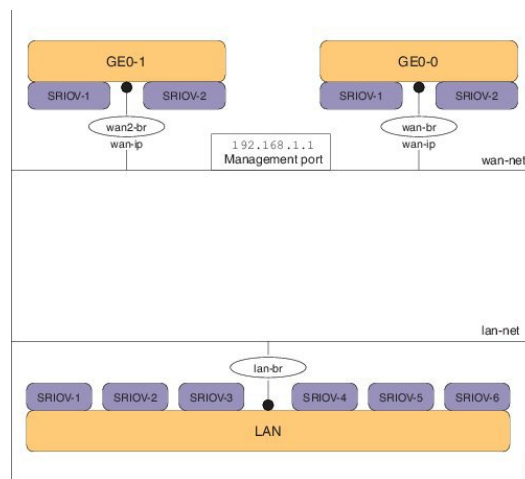 GE0-1
GE0-0
SRIOV-1
SRIOV-2
SRIOV-1
SRIOV-2
wan2-br
wan-br
wan-ip
wan-ip
192.168.1.1
Management port
wan-net
lan-net
lan-br
SRIOV-1
SRIOV-2
SRIOV-3
SRIOV-4
SRIOV-5
SRIOV-6
LAN